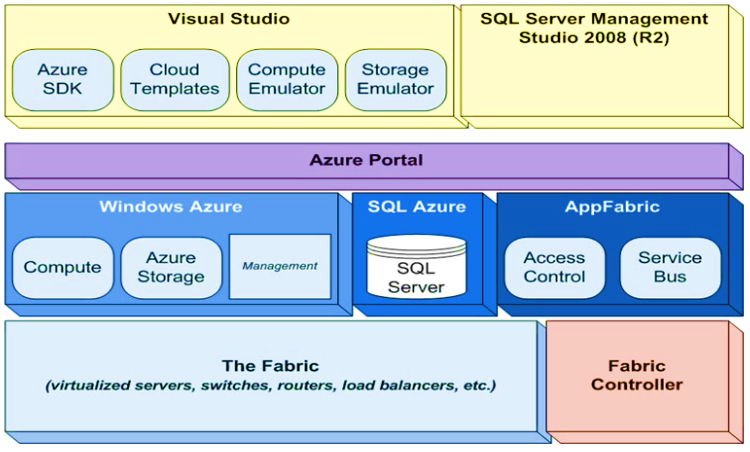 Visual Studio
Azure
SDK
Cloud
Templates
Compute
Emulator
Storage
Emulator
SQL Server Management
Studio 2008 (R2)
Azure Portal
Windows Azure
Compute
Azure
Storage
Management
SQL Azure
SQL
Server
AppFabric
Access
Control
Service
Bus
The Fabric
(virtualized servers, switches, routers, load balancers, etc.)
Fabric
Controller